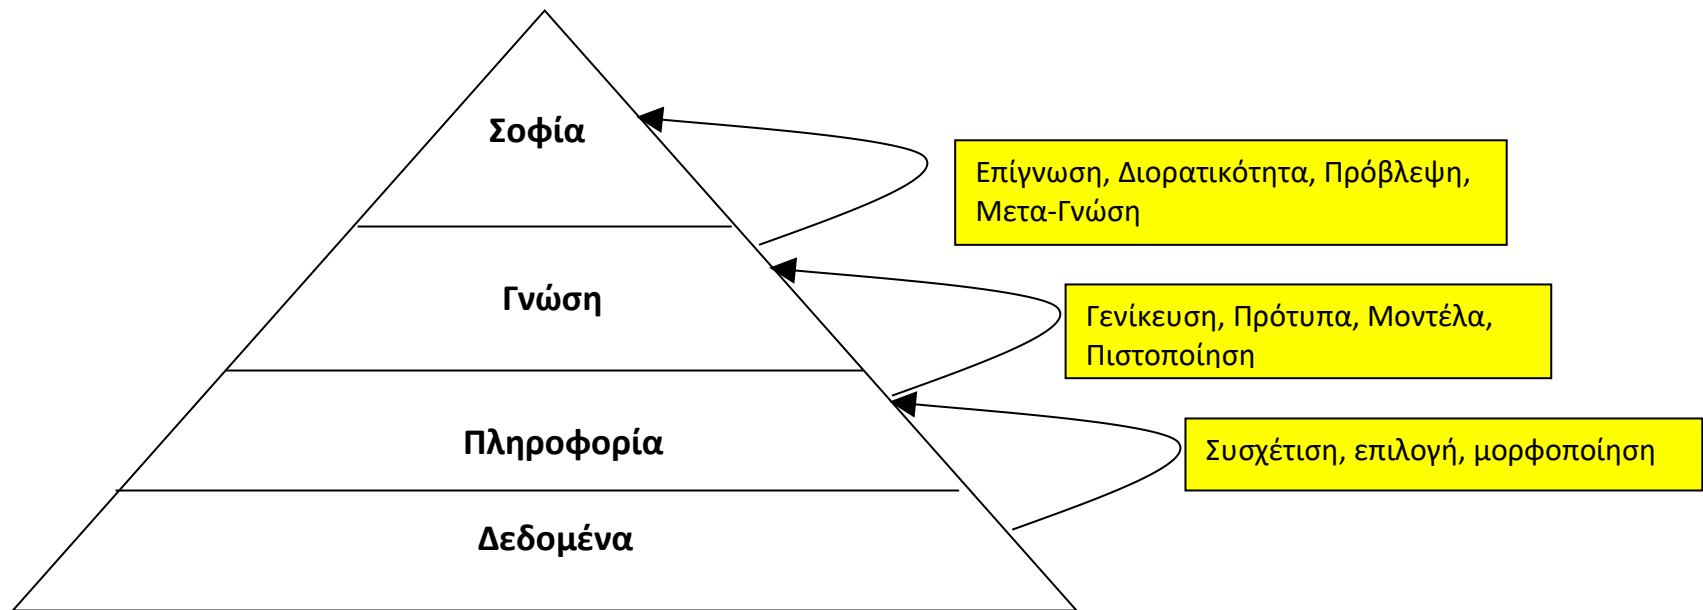 Σοφία
Επίγνωση, Διορατικότητα, Πρόβλεψη,
Μετα-Γνώση
Γνώση
Γενίκευση, Πρότυπα, Μοντέλα,
Πιστοποίηση
Πληροφορία
Συσχέτιση, επιλογή, μορφοποίηση
Δεδομένα